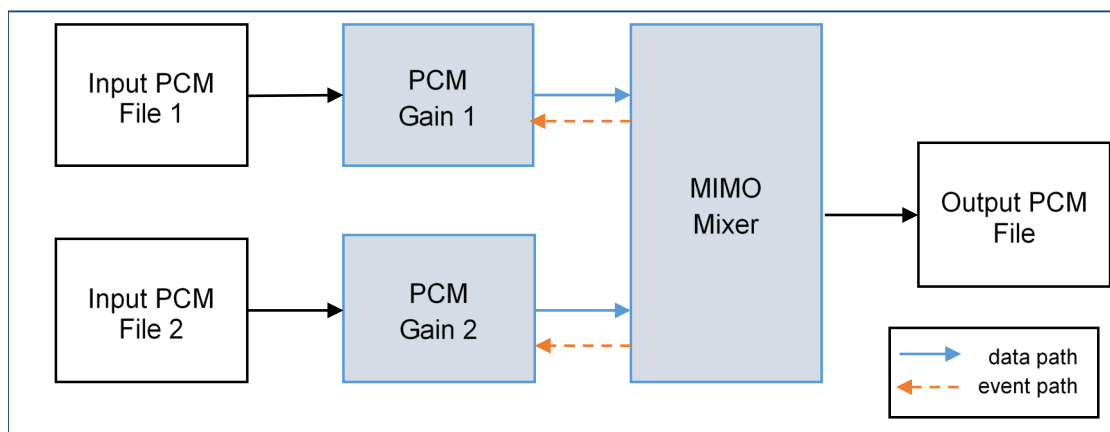 Input PCM
File 1
PCM
Gain 1
MIMO
Mixer
Output PCM
File
Input PCM
File 2
PCM
Gain 2
data path
event path